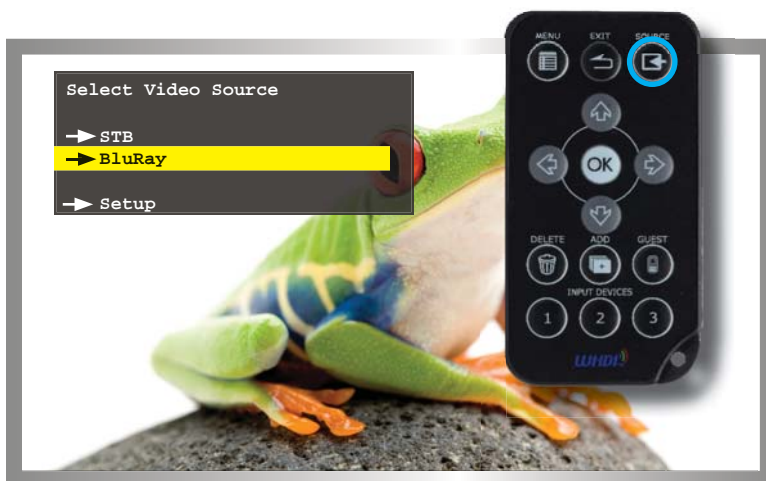 Select Video Source
STB
BluRay
Setup
MENU EXIT SOURCE
OK
DELETE ADD GUEST
INPUT DEVICES
1 2 3
WHDI